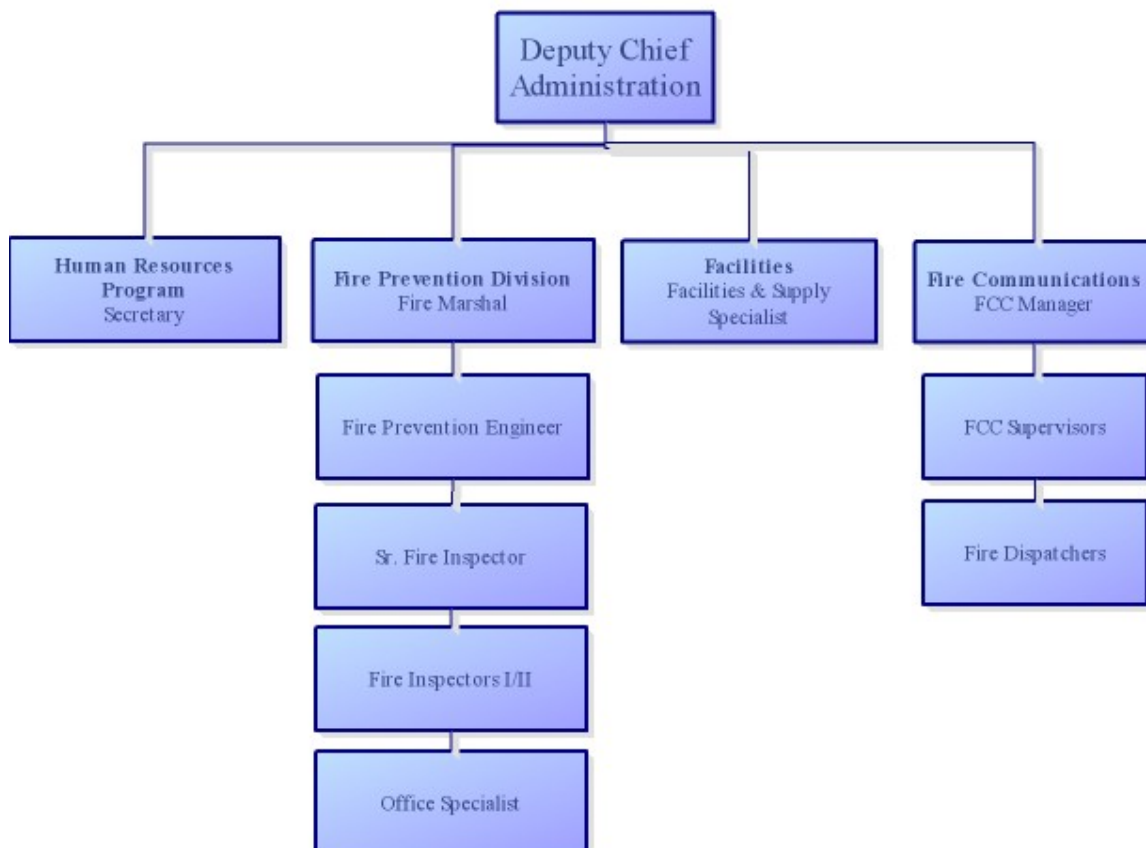 Deputy Chief
Administration
Human Resources
Program
Secretary
Fire Prevention Division
Fire Marshal
Facilities
Facilities & Supply
Specialist
Fire Communications
FCC Manager
Fire Prevention Engineer
FCC Supervisors
Sr. Fire Inspector
Fire Dispatchers
Fire Inspectors I/II
Office Specialist